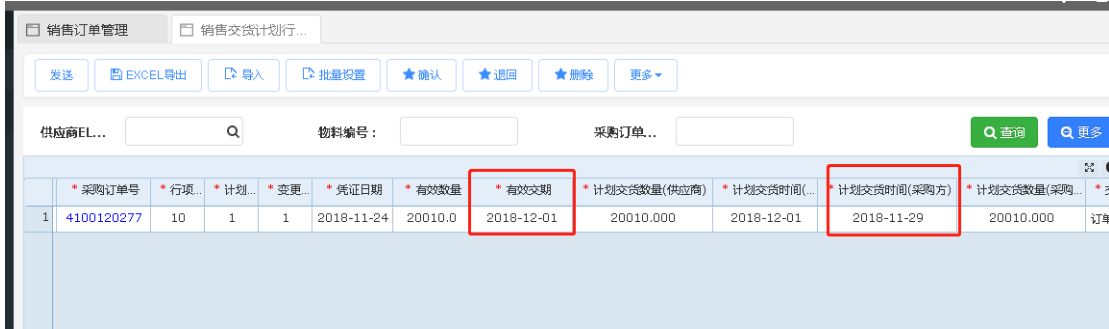 销售订单管理 销售交货计划行...
发送 EXCEL导出 导入 批量设置 确认 退回 删除 更多
供应商EL... 物料编号： 采购订单... 查询 更多
* 采购订单号 * 行项... * 计划... * 变更... * 凭证日期 * 有效数量 * 有效交期 * 计划交货数量(供应商) * 计划交货时间(... * 计划交货时间(采购方) * 计划交货数量(采购... *
1 4100120277 10 1 1 2018-11-24 20010.0 2018-12-01 20010.000 2018-12-01 2018-11-29 20010.000 订单